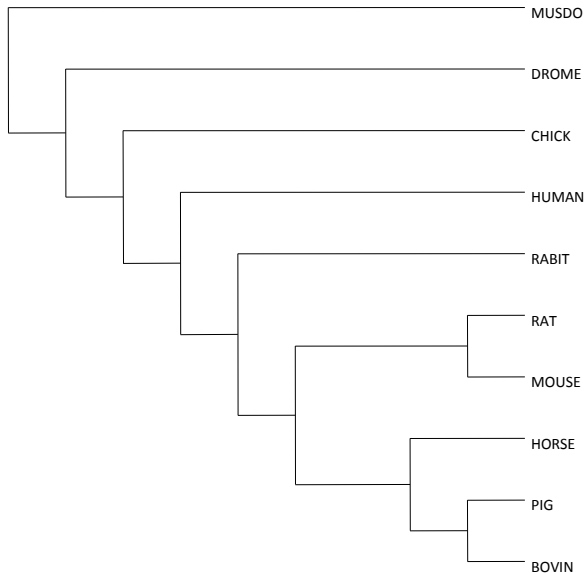 MUSDO
DROME
CHICK
HUMAN
RABIT
RAT
MOUSE
HORSE
PIG
BOVIN